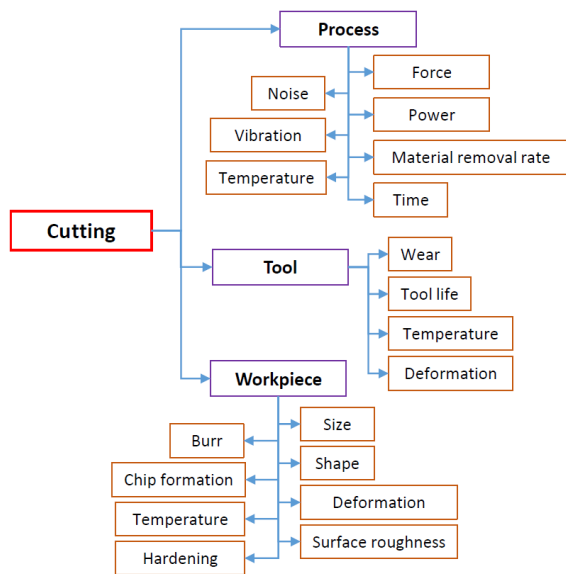 Process
Force
Noise
Power
Vibration
Material removal rate
Temperature
Time
Cutting
Tool
Wear
Tool life
Temperature
Deformation
Workpiece
Size
Burr
Shape
Chip formation
Deformation
Temperature
Surface roughness
Hardening